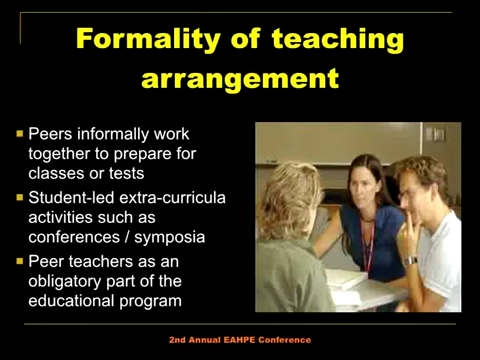 Formality of teaching
arrangement
Peers informally work
together to prepare for
classes or tests
Student-led extra-curricula
activities such as
conferences / symposia
Peer teachers as an
obligatory part of the
educational program
2nd Annual EAHPE Conference